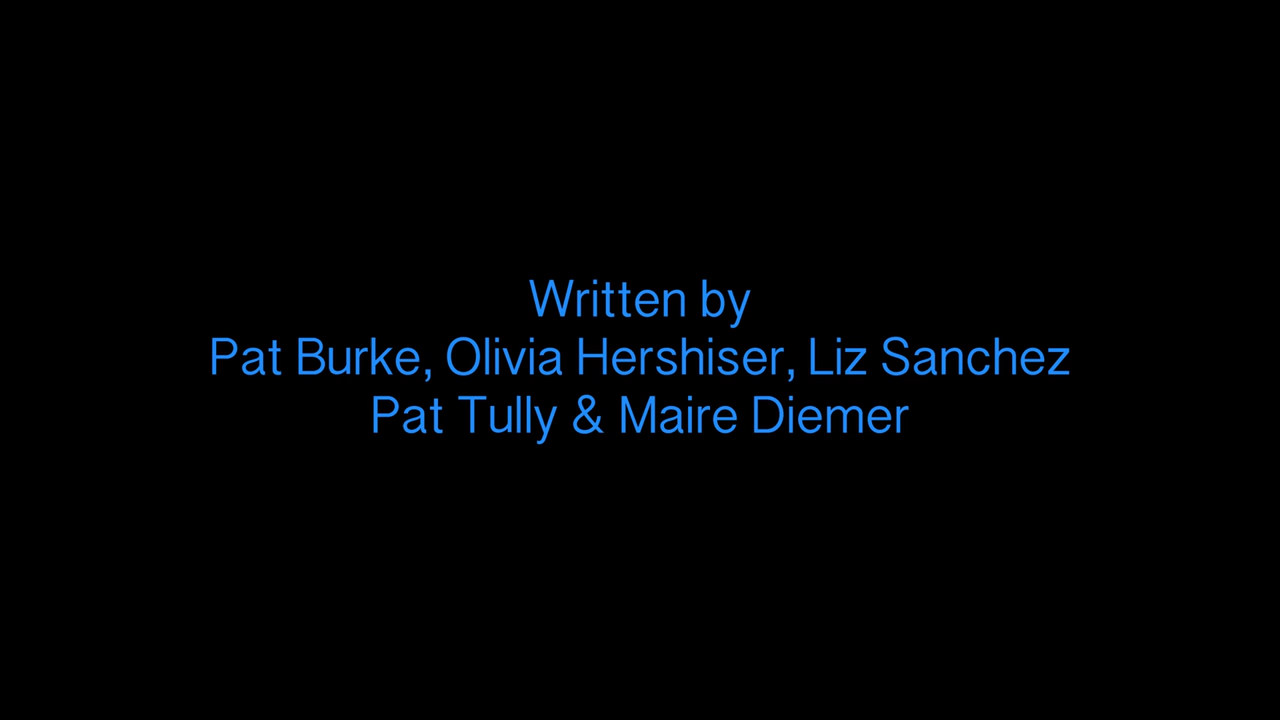 Written by
Pat Burke, Olivia Hershiser, Liz Sanchez
Pat Tully & Maire Diemer